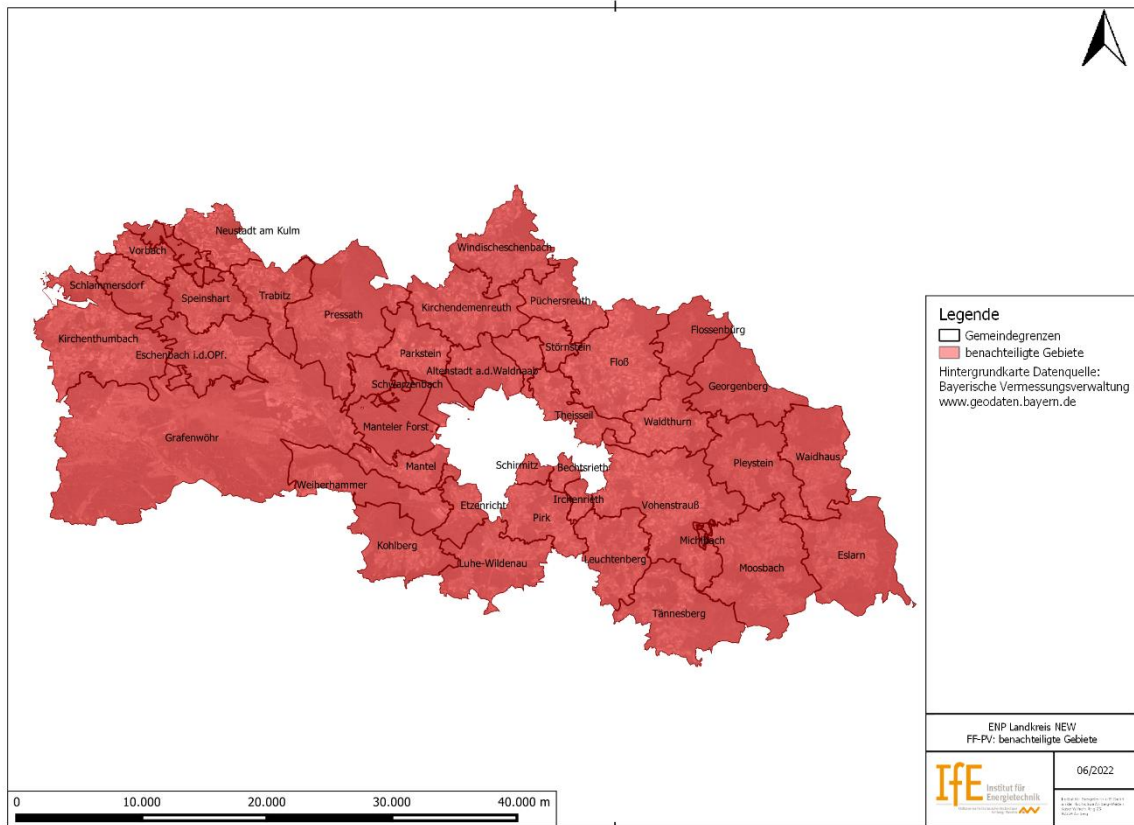 Neustadt am Kulm
Vorbach
Windischeschenbach
Schlammersdorf
Speinshart
Trabitz
Püchersreuth
Kirchendemenreuth
Pressath
Flossenbürg
Kirchenthumbach
Störnstein
Eschenbach i.d.OPf.
Parkstein
Floß
Altenstadt a.d.Waldnaab
Schwarzenbach
Georgenberg
Theisseil
Waldthurn
Manteler Forst
Grafenwöhr
Mantel
Schirmitz
Bechtsrieth
Pleystein
Waidhaus
Weiherhammer
Irchenrieth
Etzenricht
Vohenstrauß
Pirk
Michlbach
Kohlberg
Luhe-Wildenau
Leuchtenberg
Moosbach
Eslarn
Tännesberg
Legende
Gemeindegrenzen
benachteiligte Gebiete
Hintergrundkarte Datenquelle:
Bayerische Vermessungsverwaltung
www.geodaten.bayern.de
ENP Landkreis NEW
FF-PV: benachteiligte Gebiete
IfE Institut für
Energietechnik
06/2022
0 10.000 20.000 30.000 40.000 m